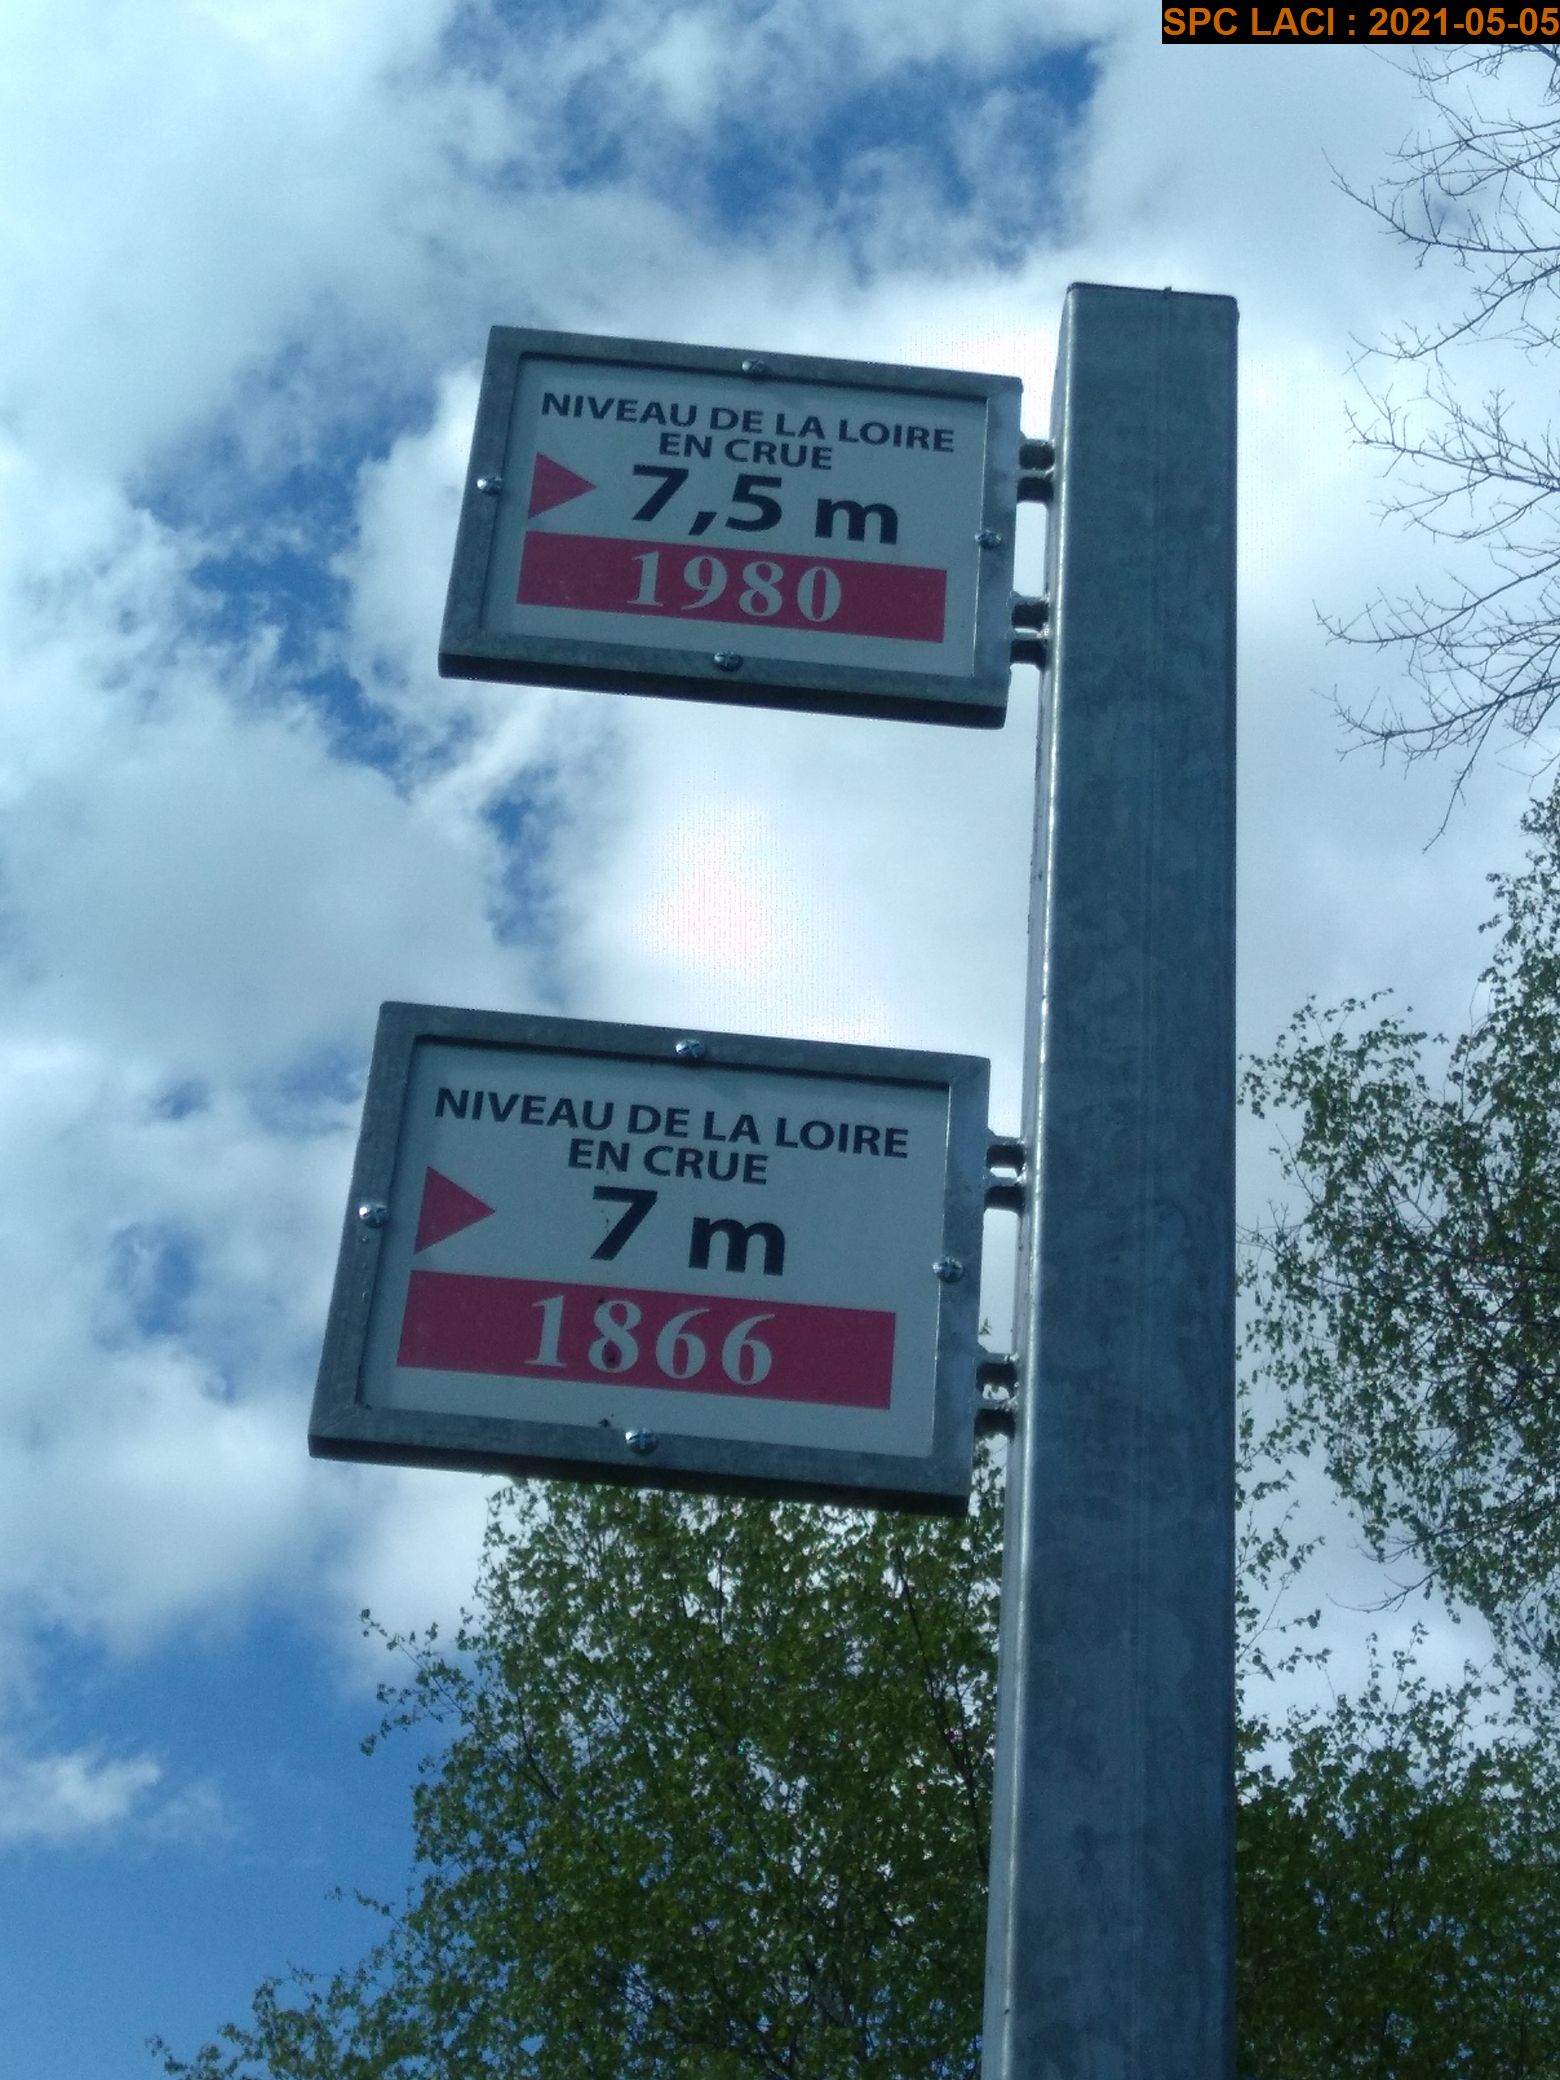 SPC LACI : 2021-05-05
NIVEAU DE LA LOIRE
EN CRUE
7,5 m
1980
NIVEAU DE LA LOIRE
EN CRUE
7 m
1866